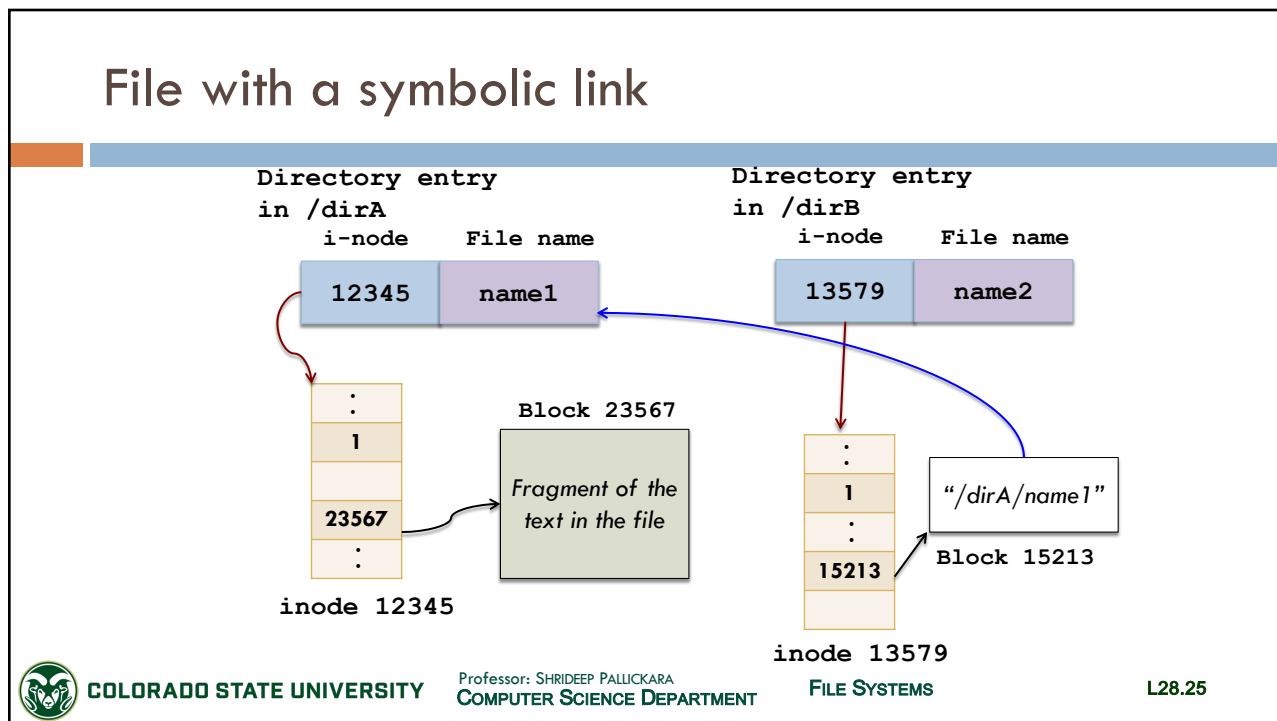 File with a symbolic link
Directory entry
in /dirA
i-node File name
12345 name1
:
1
23567
:
inode 12345
Block 23567
Fragment of the
text in the file
Directory entry
in /dirB
i-node File name
13579 name2
:
1
:
15213
inode 13579
“/dirA/name1”
Block 15213
COLORADO STATE UNIVERSITY
Professor: SHRIDEEP PALLICKARA
COMPUTER SCIENCE DEPARTMENT
FILE SYSTEMS
L28.25